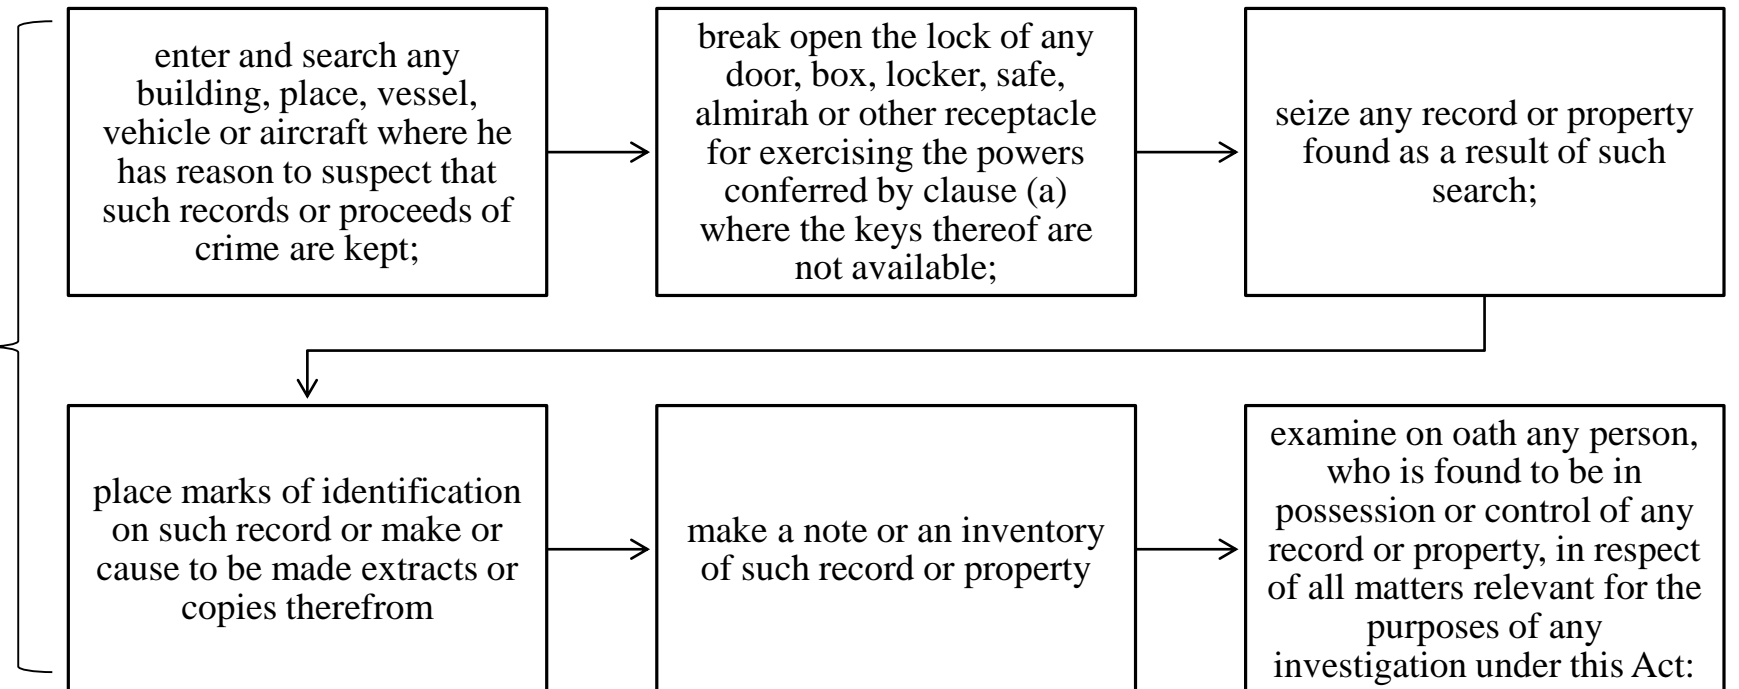 enter and search any
building, place, vessel,
vehicle or aircraft where he
has reason to suspect that
such records or proceeds of
crime are kept;
break open the lock of any
door, box, locker, safe,
almirah or other receptacle
for exercising the powers
conferred by clause (a)
where the keys thereof are
not available;
seize any record or property
found as a result of such
search;
place marks of identification
on such record or make or
cause to be made extracts or
copies therefrom
make a note or an inventory
of such record or property
examine on oath any person,
who is found to be in
possession or control of any
record or property, in respect
of all matters relevant for the
purposes of any
investigation under this Act: